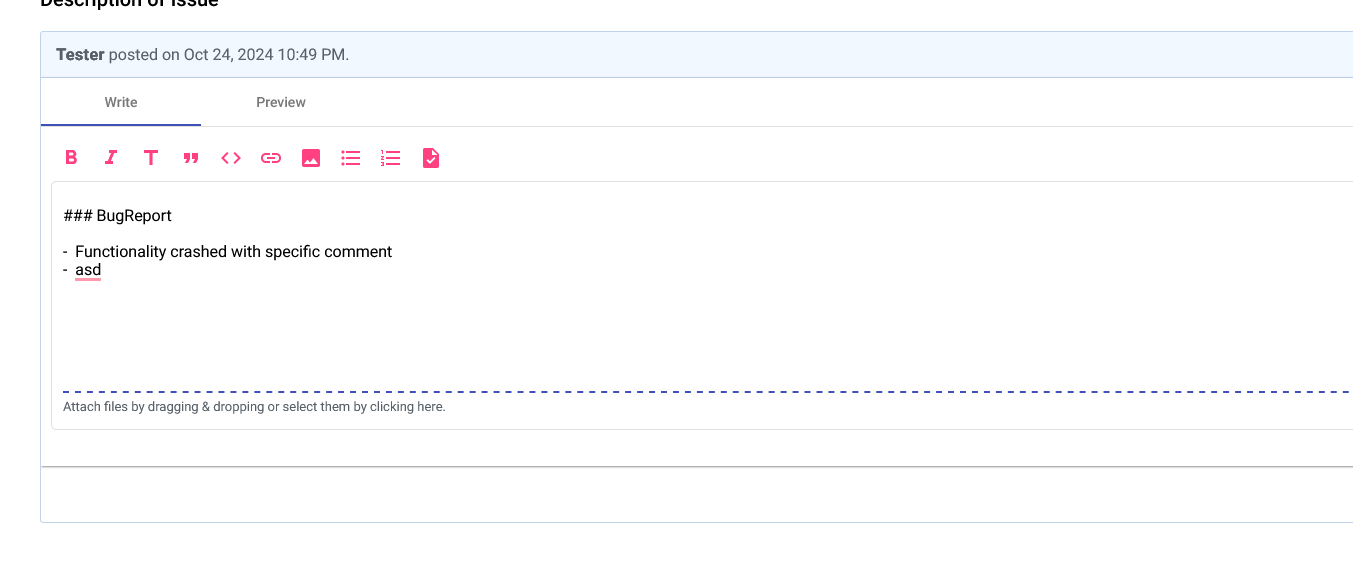 Description of Issue
Tester posted on Oct 24, 2024 10:49 PM.
Write Preview
### BugReport
- Functionality crashed with specific comment
- asd
Attach files by dragging & dropping or select them by clicking here.